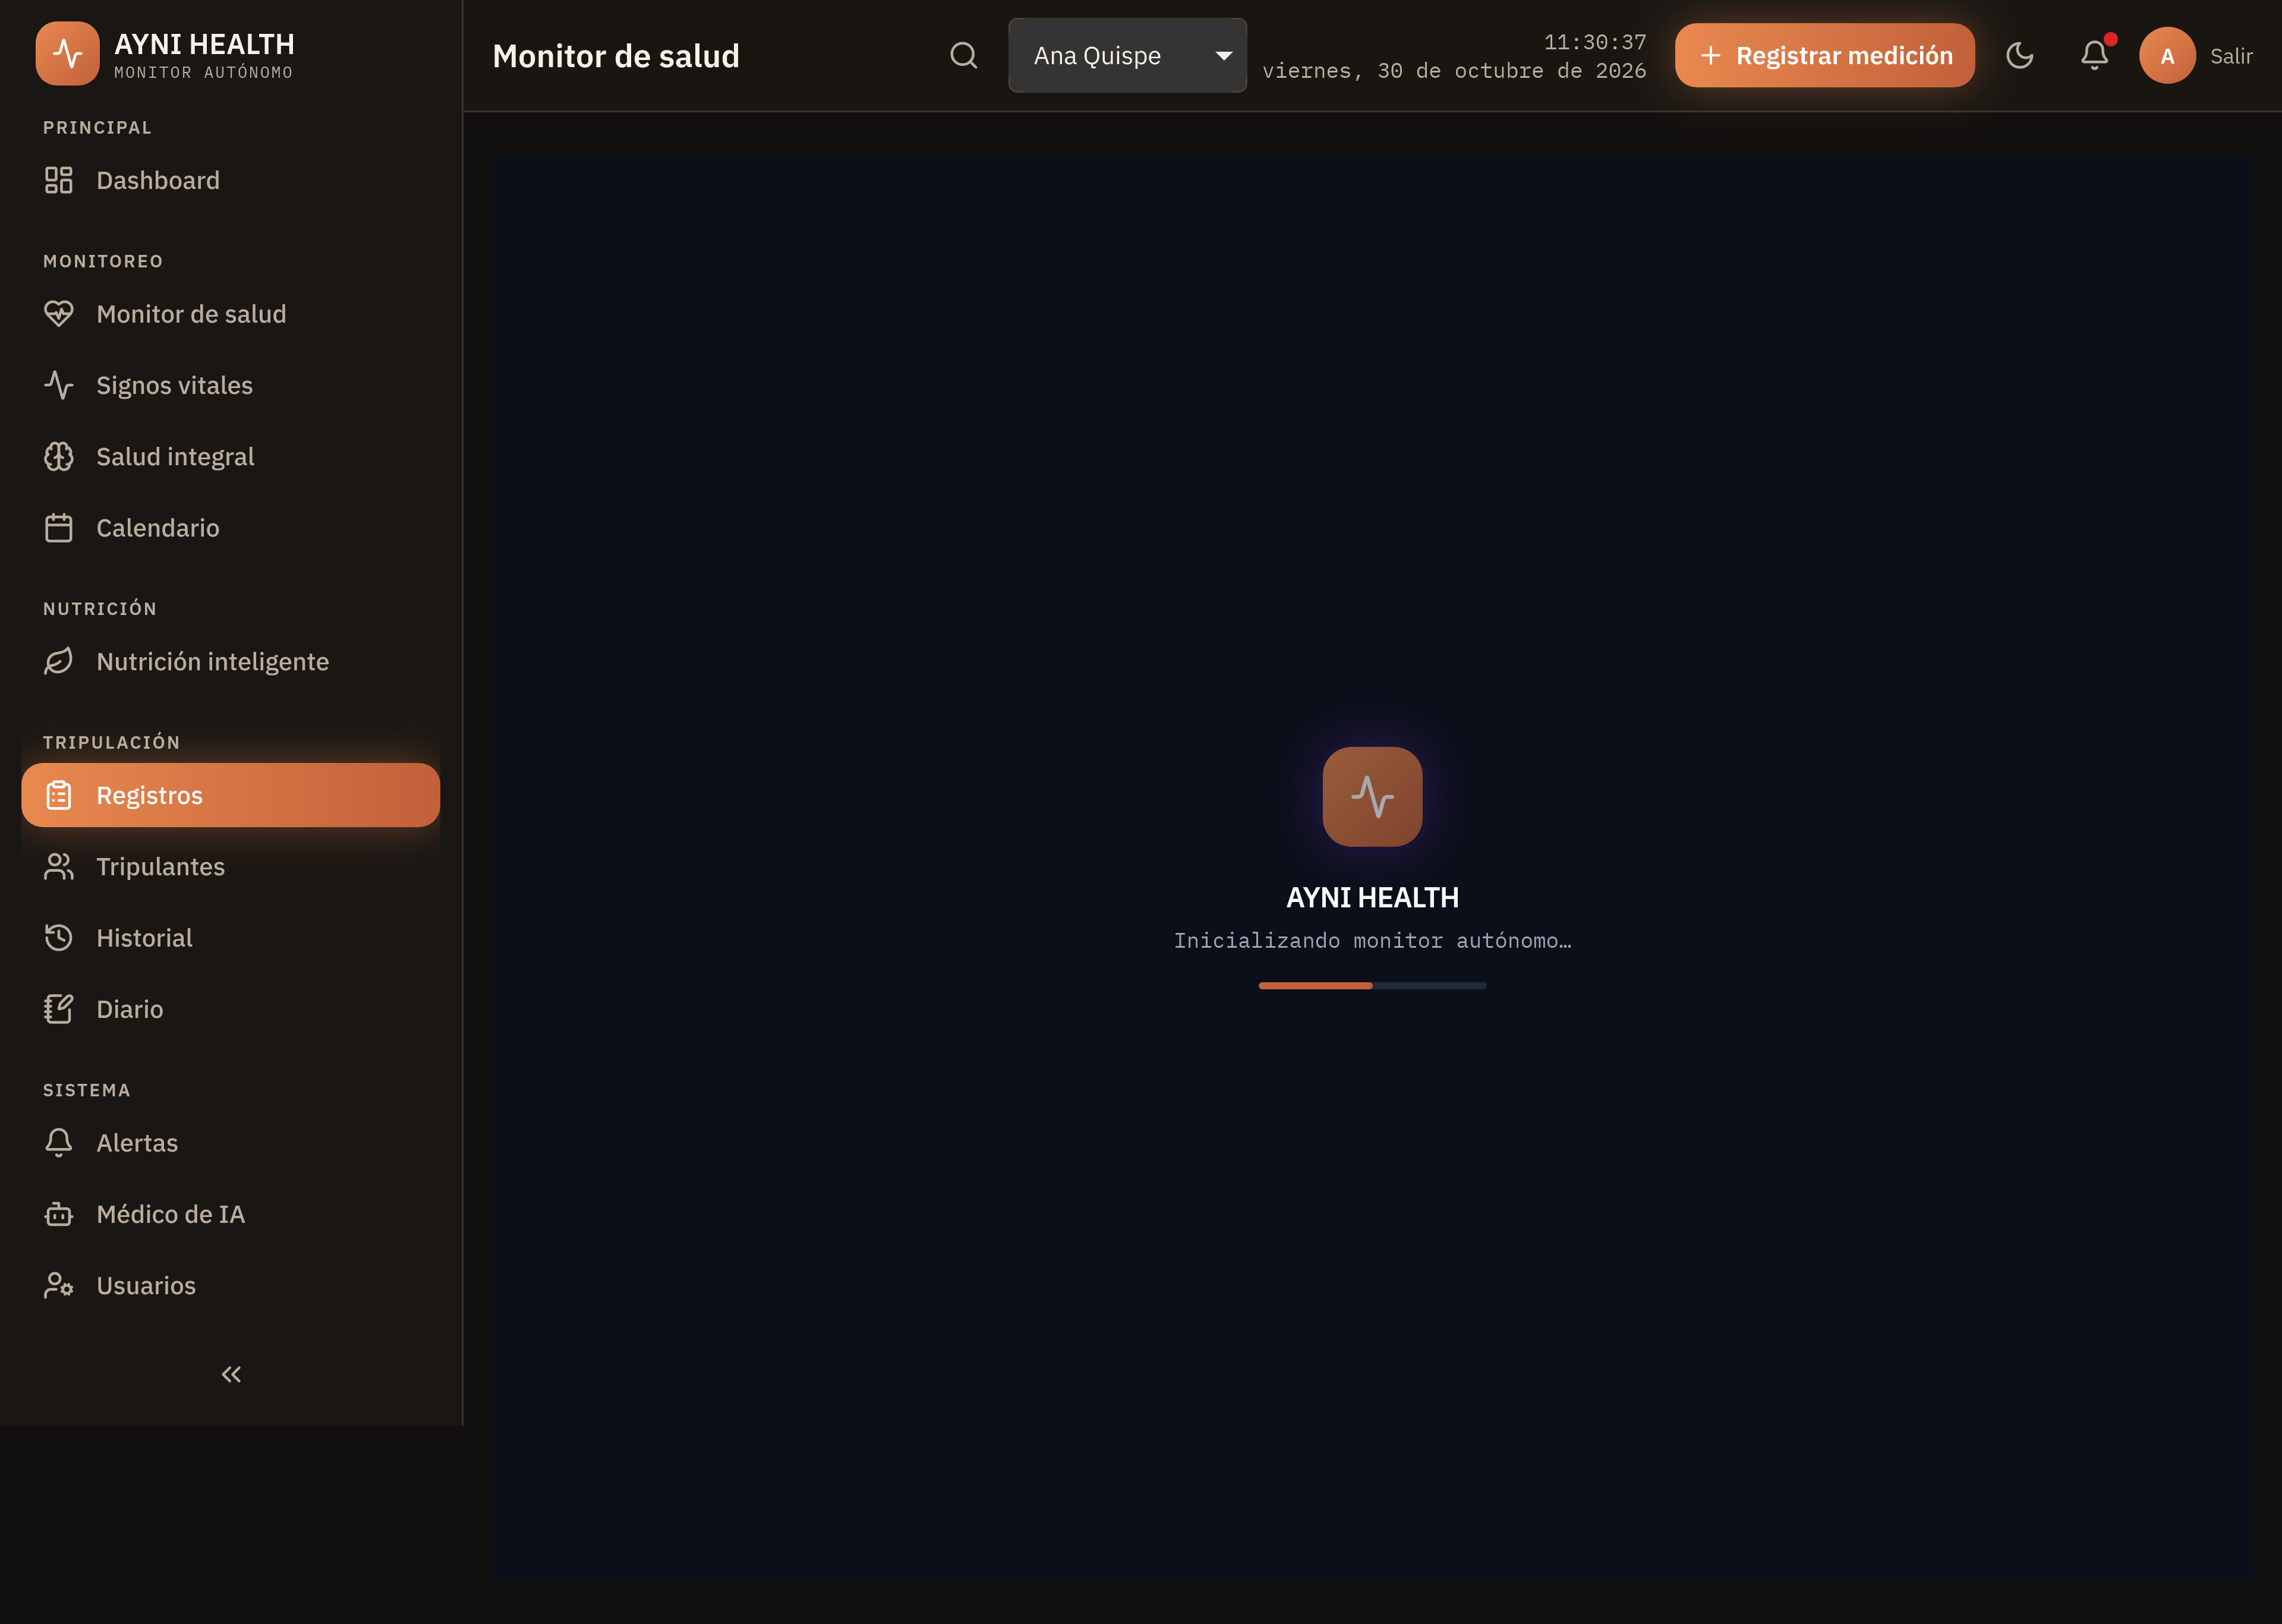 AYNI HEALTH
MONITOR AUTÓNOMO
PRINCIPAL
Dashboard
MONITOREO
Monitor de salud
Signos vitales
Salud integral
Calendario
NUTRICIÓN
Nutrición inteligente
TRIPULACIÓN
Registros
Tripulantes
Historial
Diario
SISTEMA
Alertas
Médico de IA
Usuarios
Monitor de salud
Ana Quispe
11:30:37
viernes, 30 de octubre de 2026
Registrar medición
A
Salir
AYNI HEALTH
Inicializando monitor autónomo…